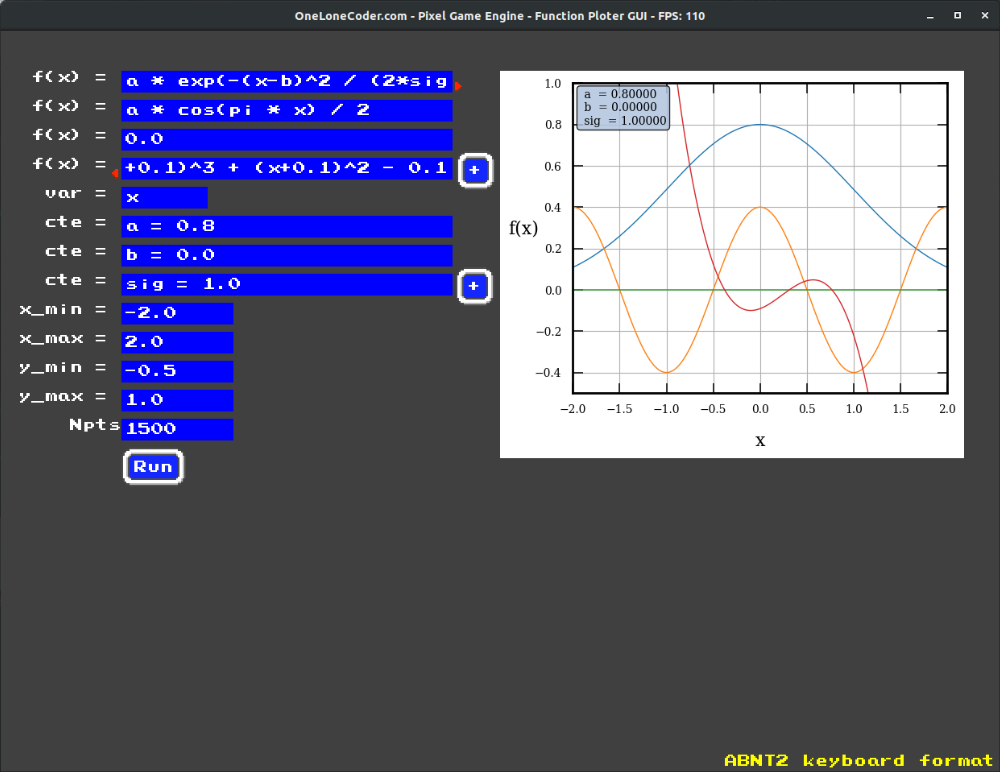 OneLoneCoder.com - Pixel Game Engine - Function Ploter GUI - FPS: 110
f(x) = a * exp(-(x-b)^2 / (2*sig
f(x) = a * cos(pi * x) / 2
f(x) = 0.0
f(x) = +0.1)^3 + (x+0.1)^2 - 0.1 +
var = x
cte = a = 0.8
cte = b = 0.0
cte = sig = 1.0 +
x_min = -2.0
x_max = 2.0
y_min = -0.5
y_max = 1.0
Npts 1500
Run
a = 0.80000
b = 0.00000
sig = 1.00000
1.0
0.8
0.6
0.4
0.2
0.0
−0.2
−0.4
f(x)
−2.0 −1.5 −1.0 −0.5 0.0 0.5 1.0 1.5 2.0
x
ABNT2 keyboard format